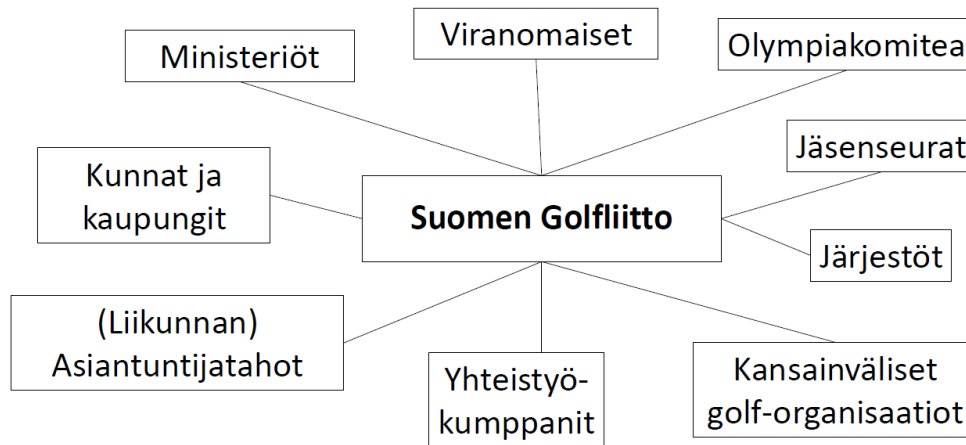 Viranomaiset
Olympiakomitea
Ministeriöt
Jäsenseurat
Kunnat ja
kaupungit
Suomen Golfliitto
Järjestöt
(Liikunnan)
Asiantuntijatahot
Yhteistyö-
kumppanit
Kansainväliset
golf-organisaatiot